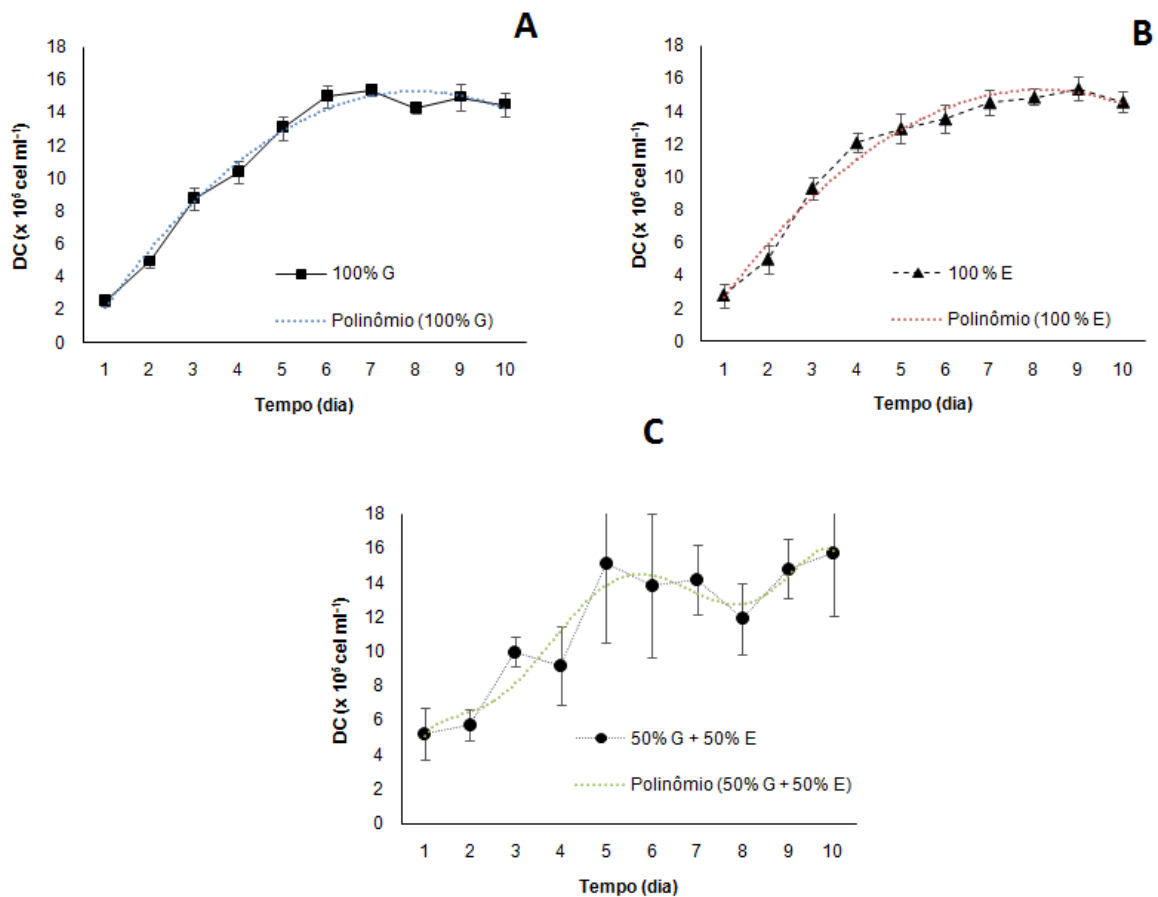 A
DC (x 10⁶ cel ml⁻¹)
18
16
14
12
10
8
6
4
2
0
100% G
Polinômio (100% G)
1 2 3 4 5 6 7 8 9 10
Tempo (dia)
B
DC (x 10⁶ cel ml⁻¹)
18
16
14
12
10
8
6
4
2
0
100 % E
Polinômio (100 % E)
1 2 3 4 5 6 7 8 9 10
Tempo (dia)
C
DC (x 10⁶ cel ml⁻¹)
18
16
14
12
10
8
6
4
2
0
50% G + 50% E
Polinômio (50% G + 50% E)
1 2 3 4 5 6 7 8 9 10
Tempo (dia)